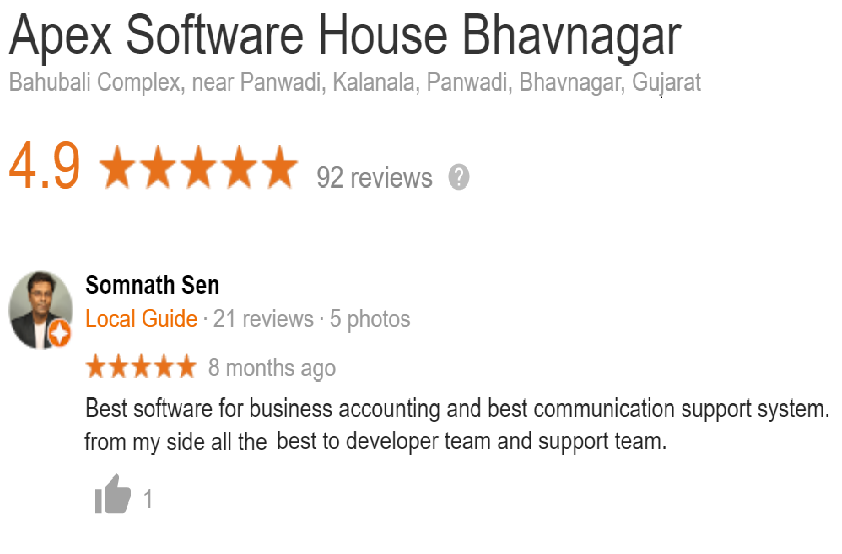 Apex Software House Bhavnagar
Bahubali Complex, near Panwadi, Kalanala, Panwadi, Bhavnagar, Gujarat
4.9 92 reviews ?
Somnath Sen
Local Guide · 21 reviews · 5 photos
8 months ago
Best software for business accounting and best communication support system.
from my side all the best to developer team and support team.
1